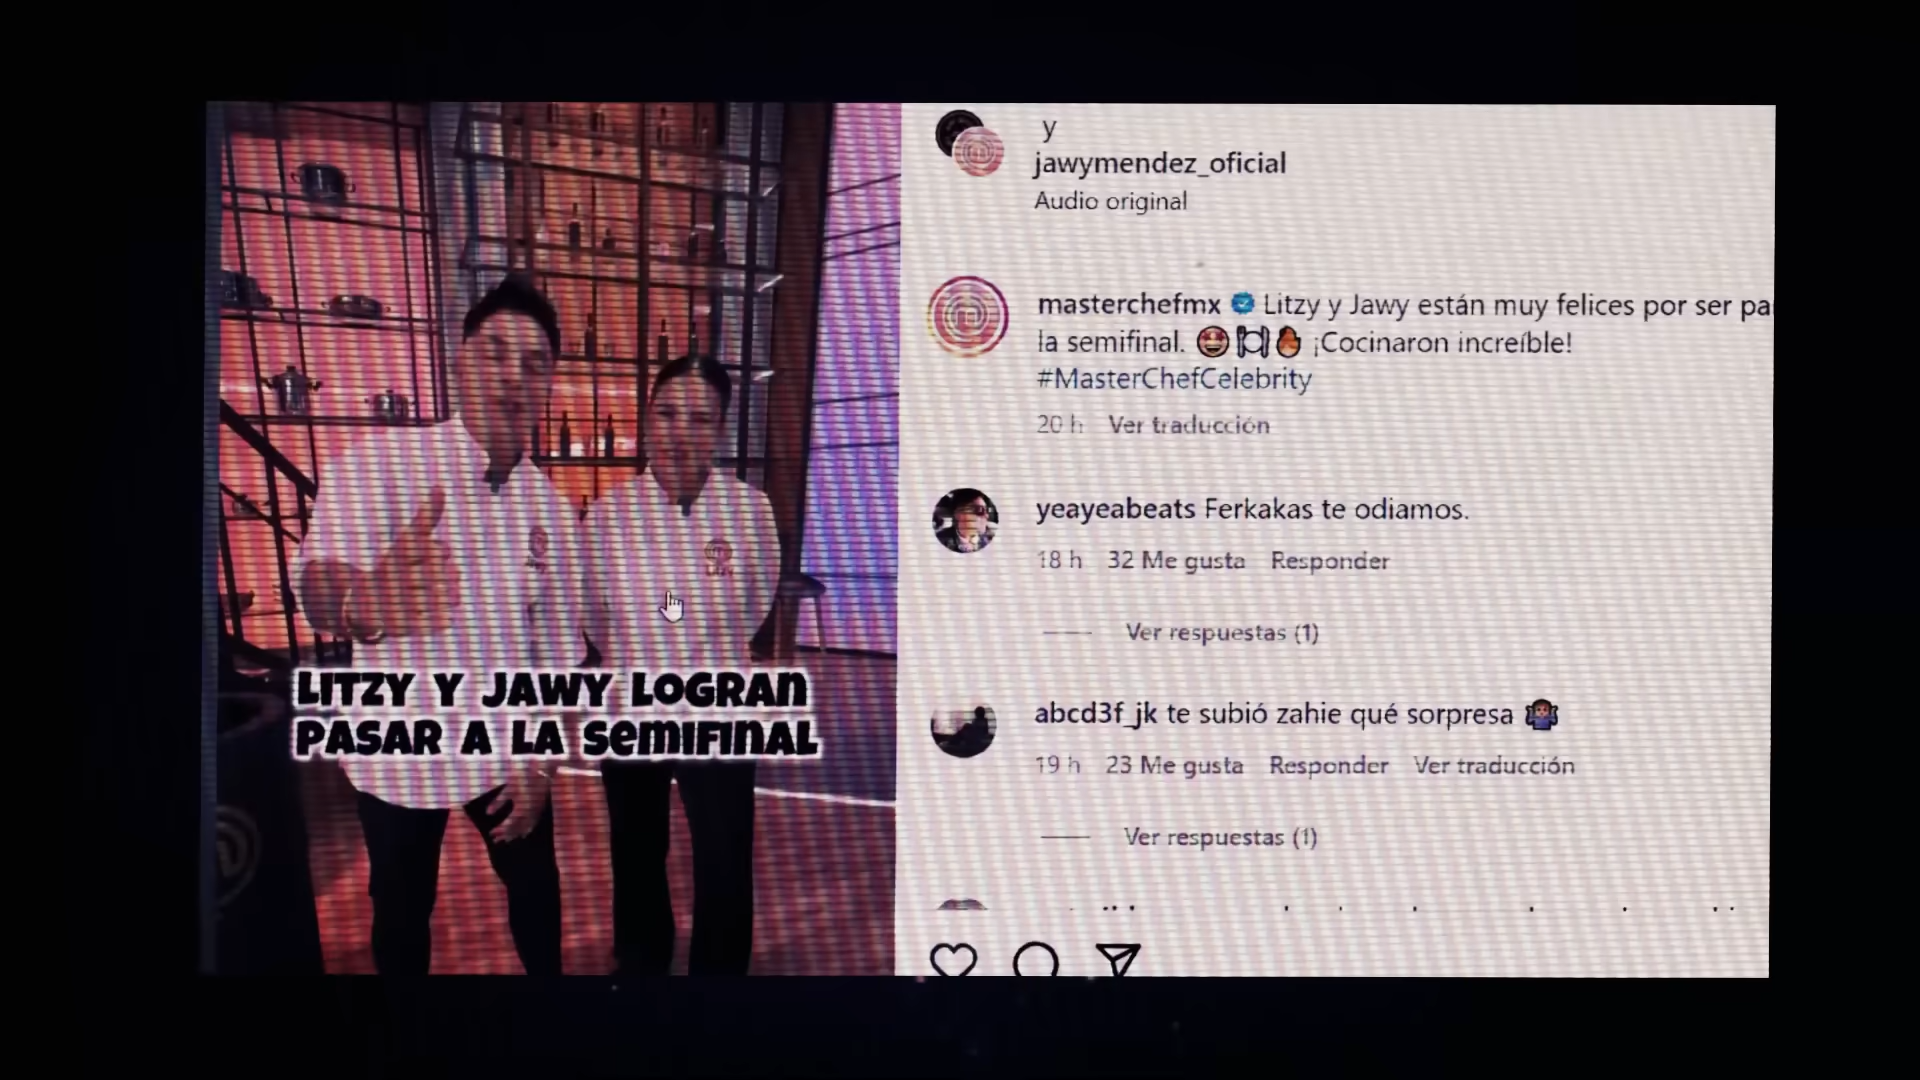 y
jawymendez_oficial
Audio original
masterchefmx Litzy y Jawy están muy felices por ser pa
la semifinal. ¡Cocinaron increíble!
#MasterChefCelebrity
20 h Ver traducción
yeayeabeats Ferkakas te odiamos.
18 h 32 Me gusta Responder
Ver respuestas (1)
abcd3f_jk te subió zahie qué sorpresa
19 h 23 Me gusta Responder Ver traducción
Ver respuestas (1)
LITZY Y JAWY LOGRAN
PASAR A LA SEMIFINAL
JAWY
LITZY